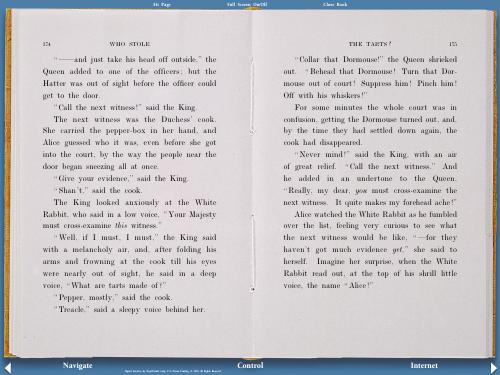 Me Page
Full Screen On/Off
Close Book
174 WHO STOLE
"——and just take his head off outside," the
Queen added to one of the officers; but the
Hatter was out of sight before the officer could
get to the door.
"Call the next witness!" said the King.
The next witness was the Duchess' cook.
She carried the pepper-box in her hand, and
Alice guessed who it was, even before she got
into the court, by the way the people near the
door began sneezing all at once.
"Give your evidence," said the King.
"Shan't," said the cook.
The King looked anxiously at the White
Rabbit, who said in a low voice, "Your Majesty
must cross-examine this witness."
"Well, if I must, I must," the King said
with a melancholy air, and, after folding his
arms and frowning at the cook till his eyes
were nearly out of sight, he said in a deep
voice, "What are tarts made of?"
"Pepper, mostly," said the cook.
"Treacle," said a sleepy voice behind her.
THE TARTS? 175
"Collar that Dormouse!" the Queen shrieked
out. "Behead that Dormouse! Turn that Dor-
mouse out of court! Suppress him! Pinch him!
Off with his whiskers!"
For some minutes the whole court was in
confusion, getting the Dormouse turned out, and,
by the time they had settled down again, the
cook had disappeared.
"Never mind!" said the King, with an air
of great relief. "Call the next witness." And
he added in an undertone to the Queen,
"Really, my dear, you must cross-examine the
next witness. It quite makes my forehead ache!"
Alice watched the White Rabbit as he fumbled
over the list, feeling very curious to see what
the next witness would be like, "—for they
haven't got much evidence yet," she said to
herself. Imagine her surprise, when the White
Rabbit read out, at the top of his shrill little
voice, the name "Alice!"
Navigate
Control
Internet